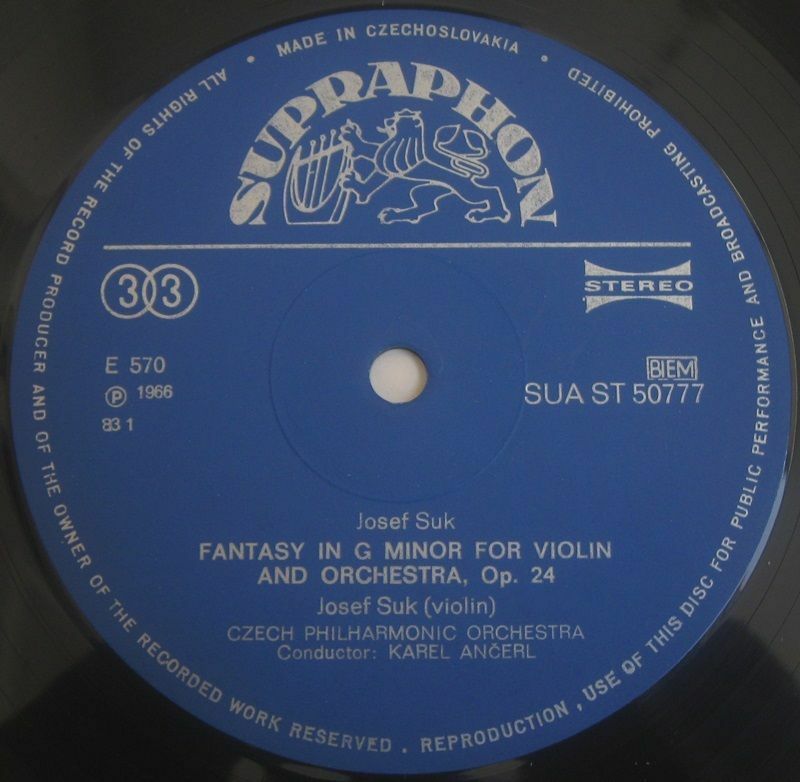 MADE IN CZECHOSLOVAKIA
ALL RIGHTS OF THE RECORD PRODUCER AND OF THE OWNER OF THE RECORDED WORK RESERVED . REPRODUCTION , USE OF THIS DISC FOR PUBLIC PERFORMANCE AND BROADCASTING PROHIBITED
SUPRAPHON
33
STEREO
E 570
BIEM
Ⓟ 1966
SUA ST 50777
83 1
Josef Suk
FANTASY IN G MINOR FOR VIOLIN
AND ORCHESTRA, Op. 24
Josef Suk (violin)
CZECH PHILHARMONIC ORCHESTRA
Conductor: KAREL ANČERL